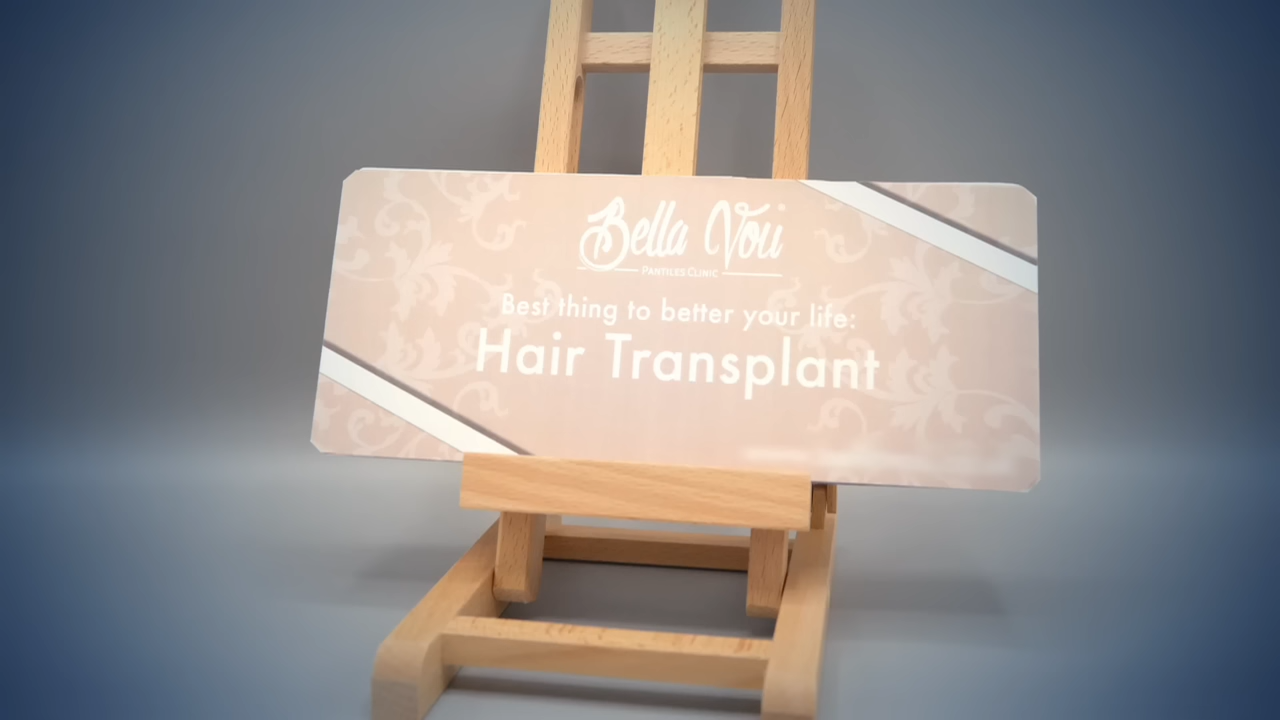 Bella Vou
Pantiles Clinic
Best thing to better your life:
Hair Transplant